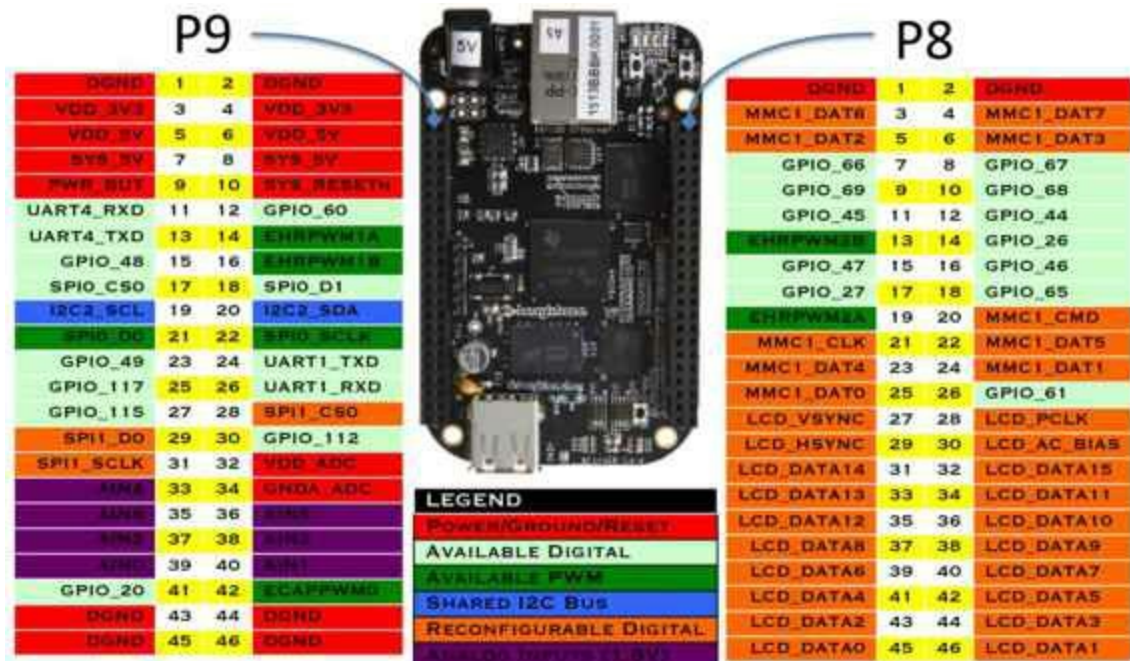 P9
P8
DGND 1 2 DGND
VDD_3V3 3 4 VDD_3V3
VDD_5V 5 6 VDD_5V
SYS_5V 7 8 SYS_5V
PWR_BUT 9 10 SYS_RESETN
UART4_RXD 11 12 GPIO_60
UART4_TXD 13 14 EHRPWM1A
GPIO_48 15 16 EHRPWM1B
SPI0_CS0 17 18 SPI0_D1
I2C2_SCL 19 20 I2C2_SDA
SPI0_D0 21 22 SPI0_SCLK
GPIO_49 23 24 UART1_TXD
GPIO_117 25 26 UART1_RXD
GPIO_115 27 28 SPI1_CS0
SPI1_D0 29 30 GPIO_112
SPI1_SCLK 31 32 VDD_ADC
33 34 GNDA_ADC
35 36
37 38
39 40 AIN1
GPIO_20 41 42 ECAPPWM0
DGND 43 44 DGND
DGND 45 46 DGND
5V
A5
1513BBBK0001
LEGEND
POWER/GROUND/RESET
AVAILABLE DIGITAL
AVAILABLE PWM
SHARED I2C BUS
RECONFIGURABLE DIGITAL
ANALOG INPUTS (1.8V)
DGND 1 2 DGND
MMC1_DAT6 3 4 MMC1_DAT7
MMC1_DAT2 5 6 MMC1_DAT3
GPIO_66 7 8 GPIO_67
GPIO_69 9 10 GPIO_68
GPIO_45 11 12 GPIO_44
EHRPWM2B 13 14 GPIO_26
GPIO_47 15 16 GPIO_46
GPIO_27 17 18 GPIO_65
EHRPWM2A 19 20 MMC1_CMD
MMC1_CLK 21 22 MMC1_DAT5
MMC1_DAT4 23 24 MMC1_DAT1
MMC1_DAT0 25 26 GPIO_61
LCD_VSYNC 27 28 LCD_PCLK
LCD_HSYNC 29 30 LCD_AC_BIAS
LCD_DATA14 31 32 LCD_DATA15
LCD_DATA13 33 34 LCD_DATA11
LCD_DATA12 35 36 LCD_DATA10
LCD_DATA8 37 38 LCD_DATA9
LCD_DATA6 39 40 LCD_DATA7
LCD_DATA4 41 42 LCD_DATA5
LCD_DATA2 43 44 LCD_DATA3
LCD_DATA0 45 46 LCD_DATA1